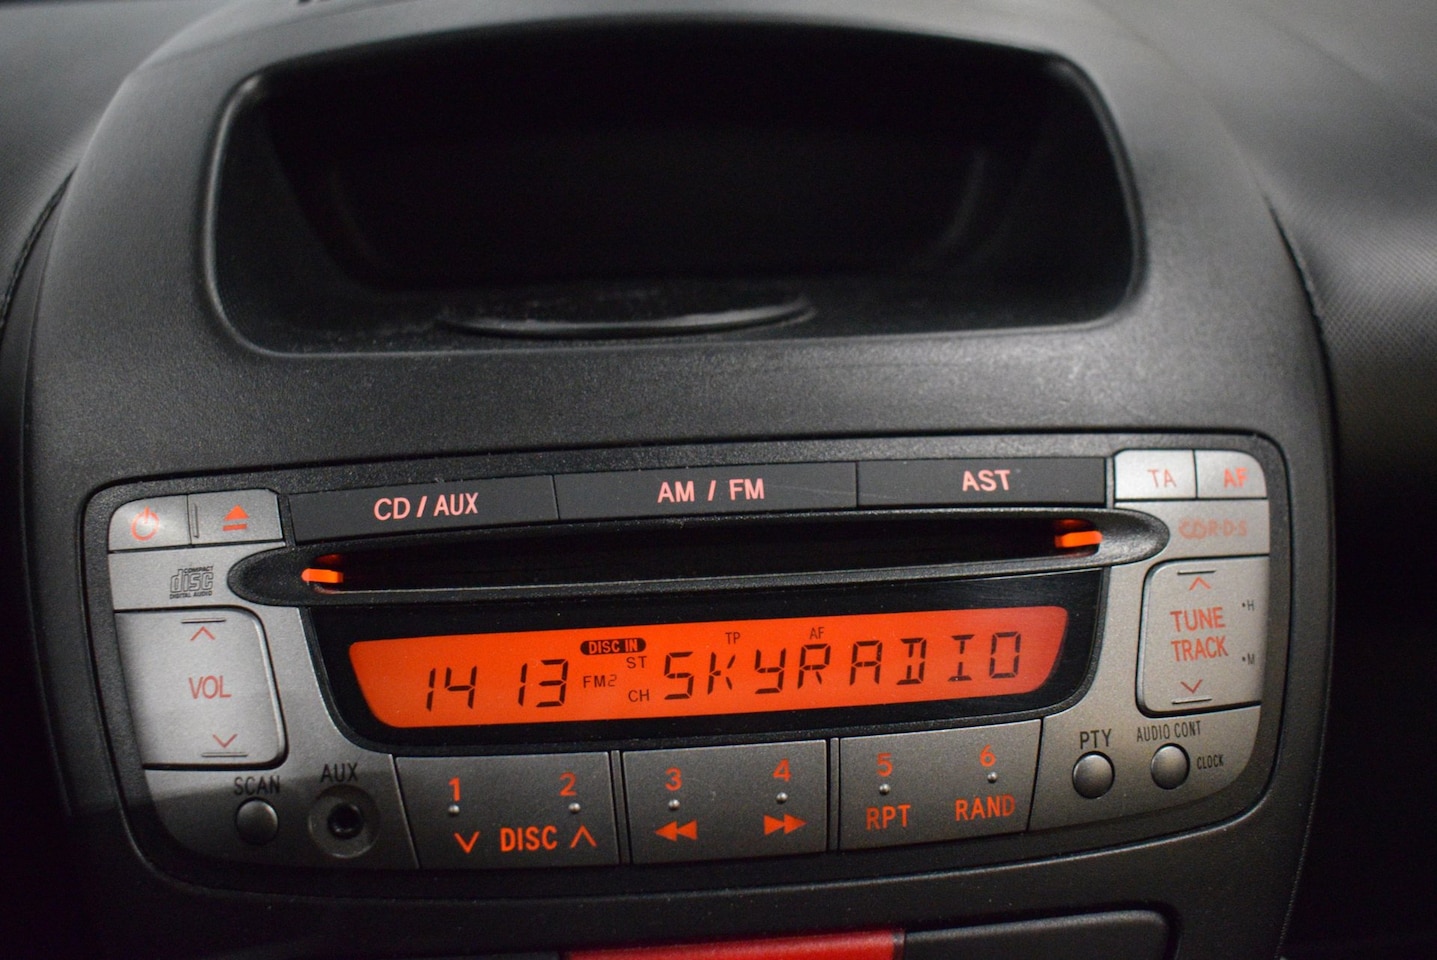 CD / AUX
AM / FM
AST
TA
AF
COMPACT
disc
DIGITAL AUDIO
CD R·D·S
VOL
1413
DISC IN
ST
FM2
CH
TP
AF
SKYRADIO
TUNE
TRACK
•H
•M
SCAN
AUX
1
2
DISC
3
4
5
RPT
6
RAND
PTY
AUDIO CONT
CLOCK